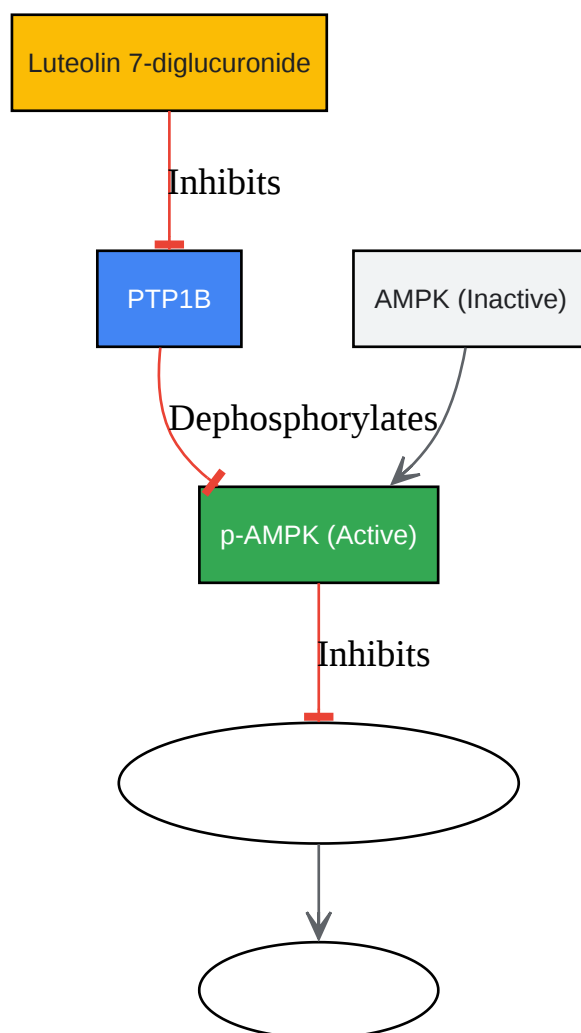 Luteolin 7-diglucuronide
Inhibits
PTP1B
AMPK (Inactive)
Dephosphorylates
p-AMPK (Active)
Inhibits